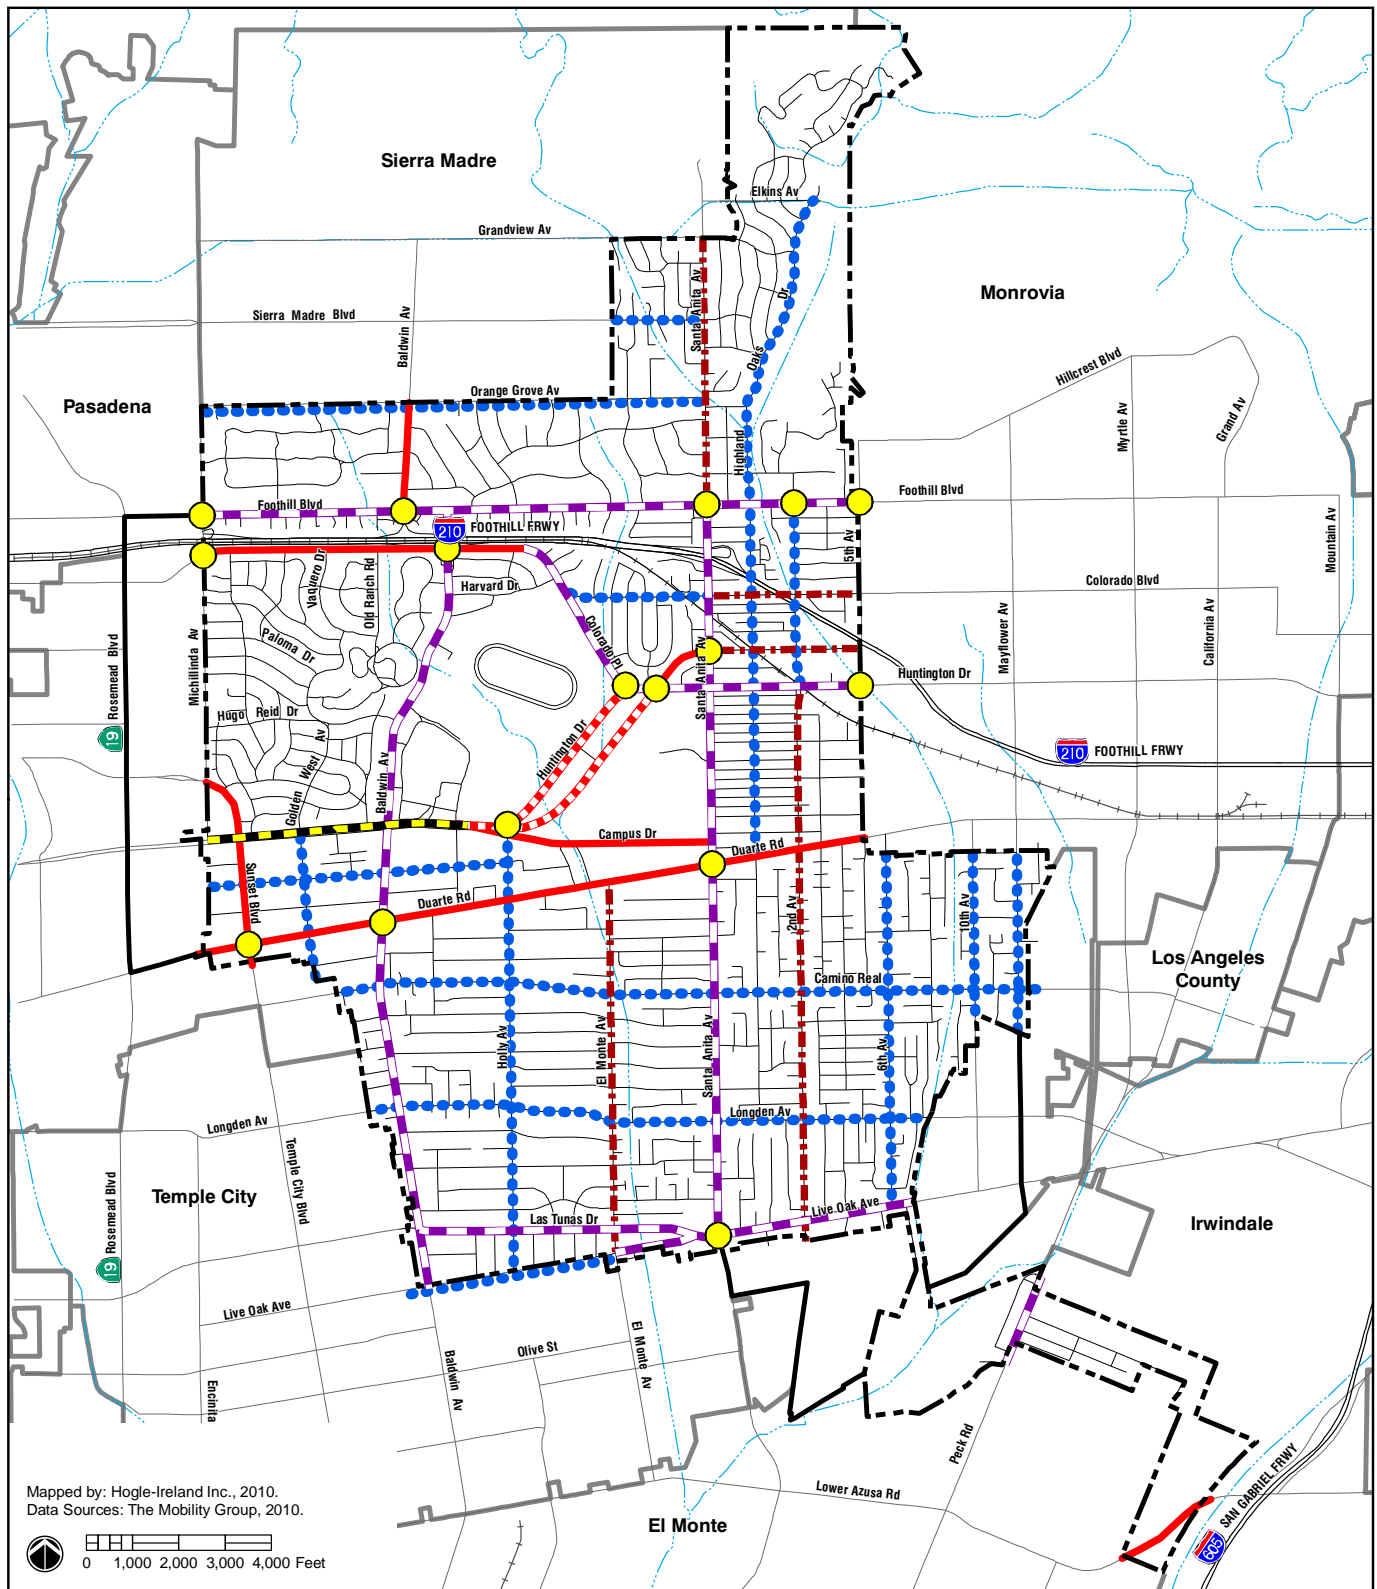 Sierra Madre
Elkins Av
Grandview Av
Santa Anita Av
Dr
Monrovia
Sierra Madre Blvd
Baldwin Av
Oaks
Hillcrest Blvd
Pasadena
Orange Grove Av
Myrtle Av
Grand Av
Highland
Foothill Blvd
Foothill Blvd
210 FOOTHILL FRWY
Mountain Av
5th Av
Vaquero Dr
Old Ranch Rd
Harvard Dr
Colorado Blvd
Rosemead Blvd
Michillinda Av
Paloma Dr
Colorado Pl
Santa Anita Av
Mayflower Av
California Av
Huntington Dr
Hugo Reid Dr
19
Golden West Av
Baldwin Av
Huntington Dr
210 FOOTHILL FRWY
Campus Dr
Duarte Rd
Sunset Blvd
Duarte Rd
2nd Av
10th Av
Los Angeles
County
Camino Real
Holly Av
El Monte Av
Santa Anita Av
6th Av
Longden Av
Longden Av
Temple City Blvd
Rosemead Blvd
Temple City
Las Tunas Dr
Live Oak Ave
Irwindale
19
Live Oak Ave
Olive St
El Monte Av
Baldwin Av
Encinita
Peck Rd
Lower Azusa Rd
SAN GABRIEL FRWY
605
El Monte
Mapped by: Hogle-Ireland Inc., 2010.
Data Sources: The Mobility Group, 2010.
0 1,000 2,000 3,000 4,000 Feet